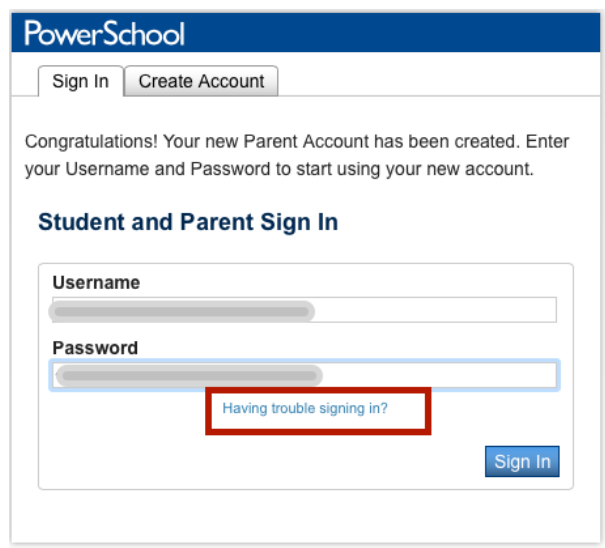 PowerSchool
Sign In
Create Account
Congratulations! Your new Parent Account has been created. Enter
your Username and Password to start using your new account.
Student and Parent Sign In
Username
Password
Having trouble signing in?
Sign In